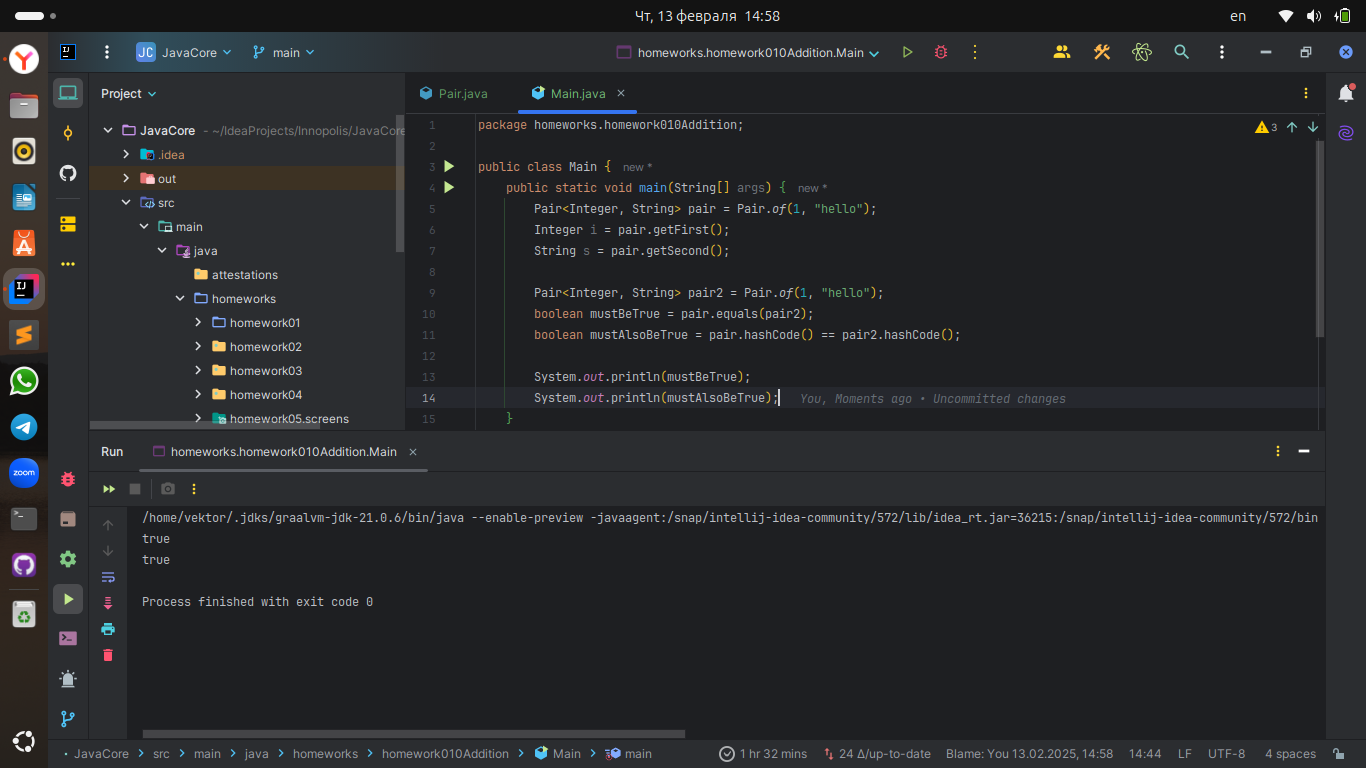 Чт, 13 февраля 14:58
en
JC JavaCore
main
homeworks.homework010Addition.Main
Project
JavaCore - ~/IdeaProjects/Innopolis/JavaCore
.idea
out
src
main
java
attestations
homeworks
homework01
homework02
homework03
homework04
homework05.screens
Pair.java
Main.java
3
1 package homeworks.homework010Addition;
2
3 public class Main { new *
4 public static void main(String[] args) { new *
5 Pair<Integer, String> pair = Pair.of(1, "hello");
6 Integer i = pair.getFirst();
7 String s = pair.getSecond();
8
9 Pair<Integer, String> pair2 = Pair.of(1, "hello");
10 boolean mustBeTrue = pair.equals(pair2);
11 boolean mustAlsoBeTrue = pair.hashCode() == pair2.hashCode();
12
13 System.out.println(mustBeTrue);
14 System.out.println(mustAlsoBeTrue); You, Moments ago • Uncommitted changes
15 }
zoom
Run
homeworks.homework010Addition.Main
/home/vektor/.jdks/graalvm-jdk-21.0.6/bin/java --enable-preview -javaagent:/snap/intellij-idea-community/572/lib/idea_rt.jar=36215:/snap/intellij-idea-community/572/bin
true
true
Process finished with exit code 0
JavaCore > src > main > java > homeworks > homework010Addition > Main > main
1 hr 32 mins
24 Δ/up-to-date
Blame: You 13.02.2025, 14:58
14:44
LF
UTF-8
4 spaces